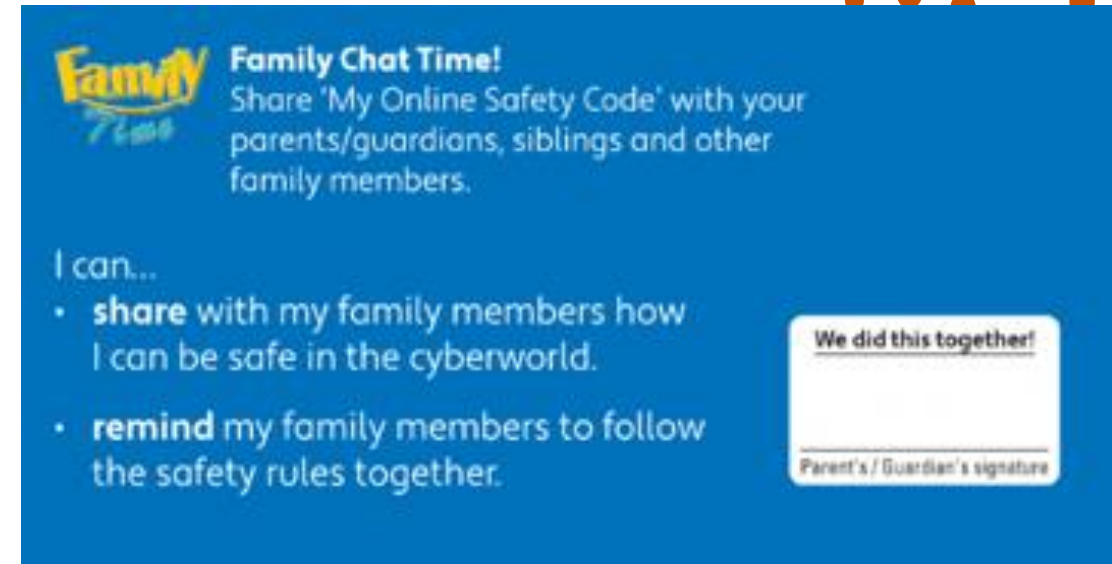 Family
Time
Family Chat Time!
Share 'My Online Safety Code' with your
parents/guardians, siblings and other
family members.
I can...
• share with my family members how
I can be safe in the cyberworld.
• remind my family members to follow
the safety rules together.
We did this together!
Parent's / Guardian's signature